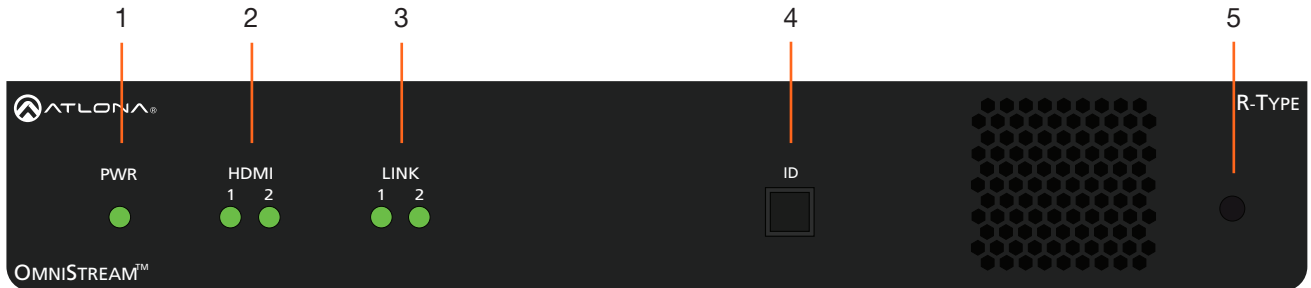 1 2 3 4 5
ATLONA®
R-TYPE
PWR HDMI LINK ID
1 2 1 2
OMNISTREAM™